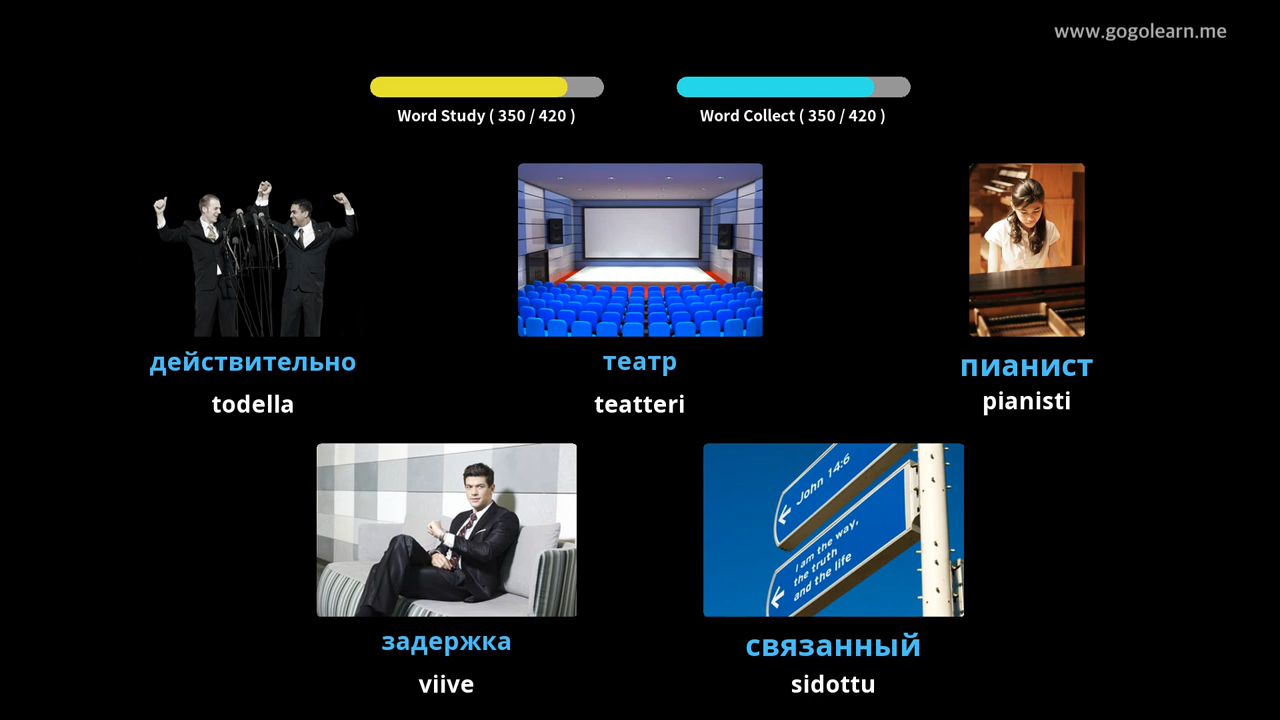 www.gogolearn.me
Word Study ( 350 / 420 )
Word Collect ( 350 / 420 )
действительно
todella
театр
teatteri
пианист
pianisti
John 14:6
I am the way,
the truth
and the life
задержка
viive
связанный
sidottu